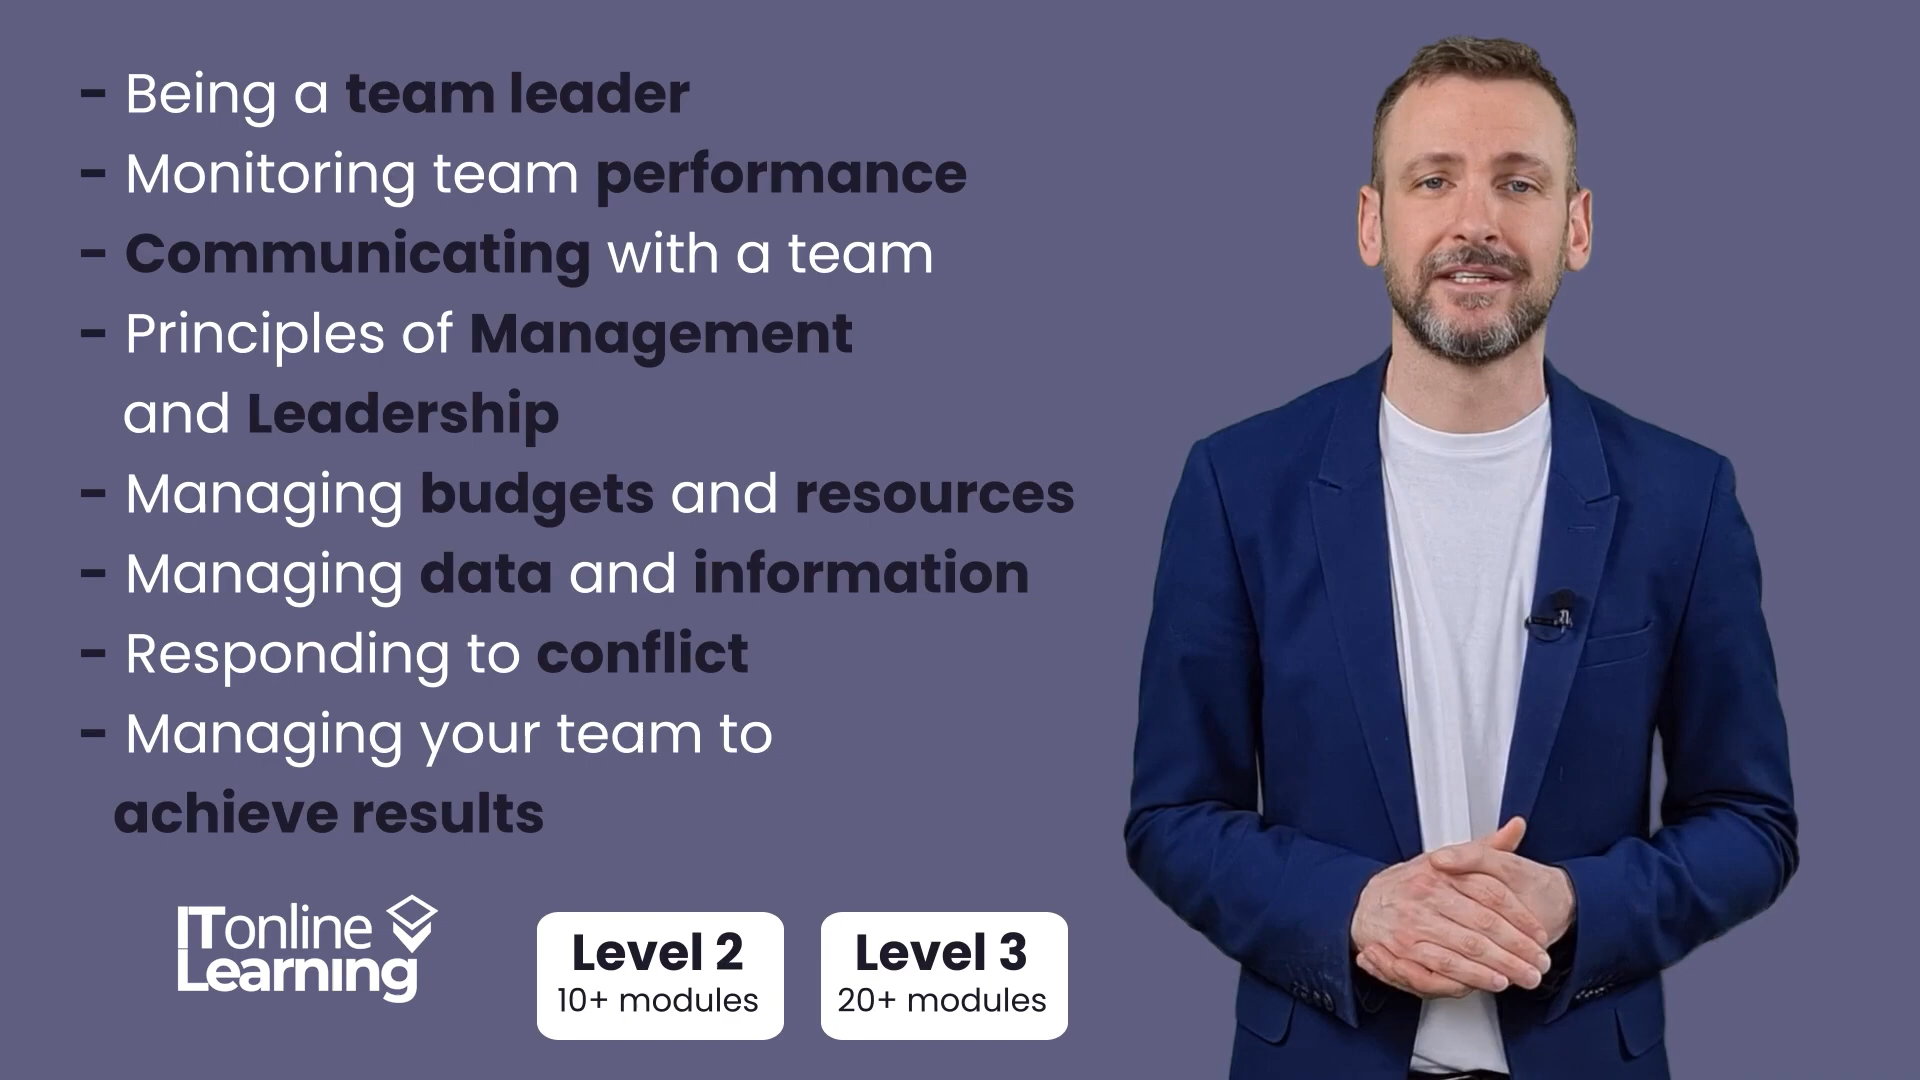 - Being a team leader
- Monitoring team performance
- Communicating with a team
- Principles of Management
and Leadership
- Managing budgets and resources
- Managing data and information
- Responding to conflict
- Managing your team to
achieve results
ITonline
Learning
Level 2
10+ modules
Level 3
20+ modules